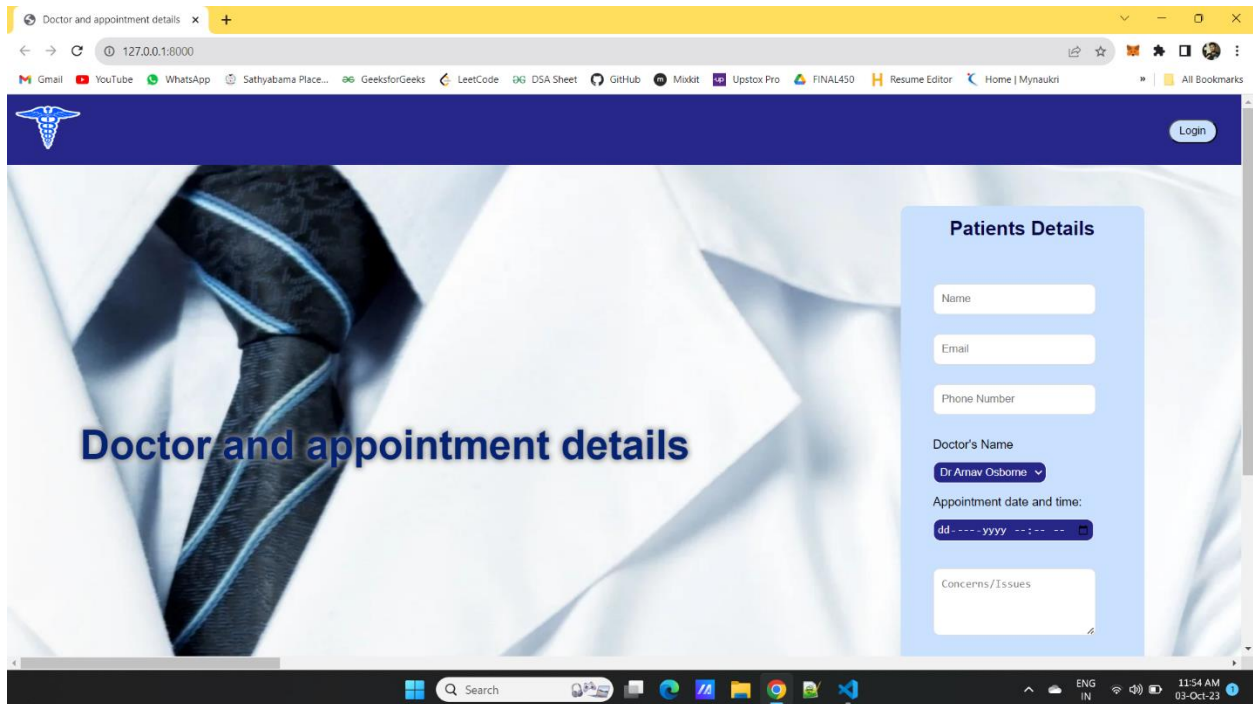 Doctor and appointment details
127.0.0.1:8000
Gmail YouTube WhatsApp Sathyabama Place... GeeksforGeeks LeetCode DSA Sheet GitHub Mixkit Upstox Pro FINAL450 Resume Editor Home | Mynaukri » All Bookmarks
Login
Patients Details
Name
Email
Phone Number
Doctor and appointment details
Doctor's Name
Dr Arnav Osborne
Appointment date and time:
dd-----yyyy --:-- --
Concerns/Issues
Search
ENG
IN
11:54 AM
03-Oct-23
1